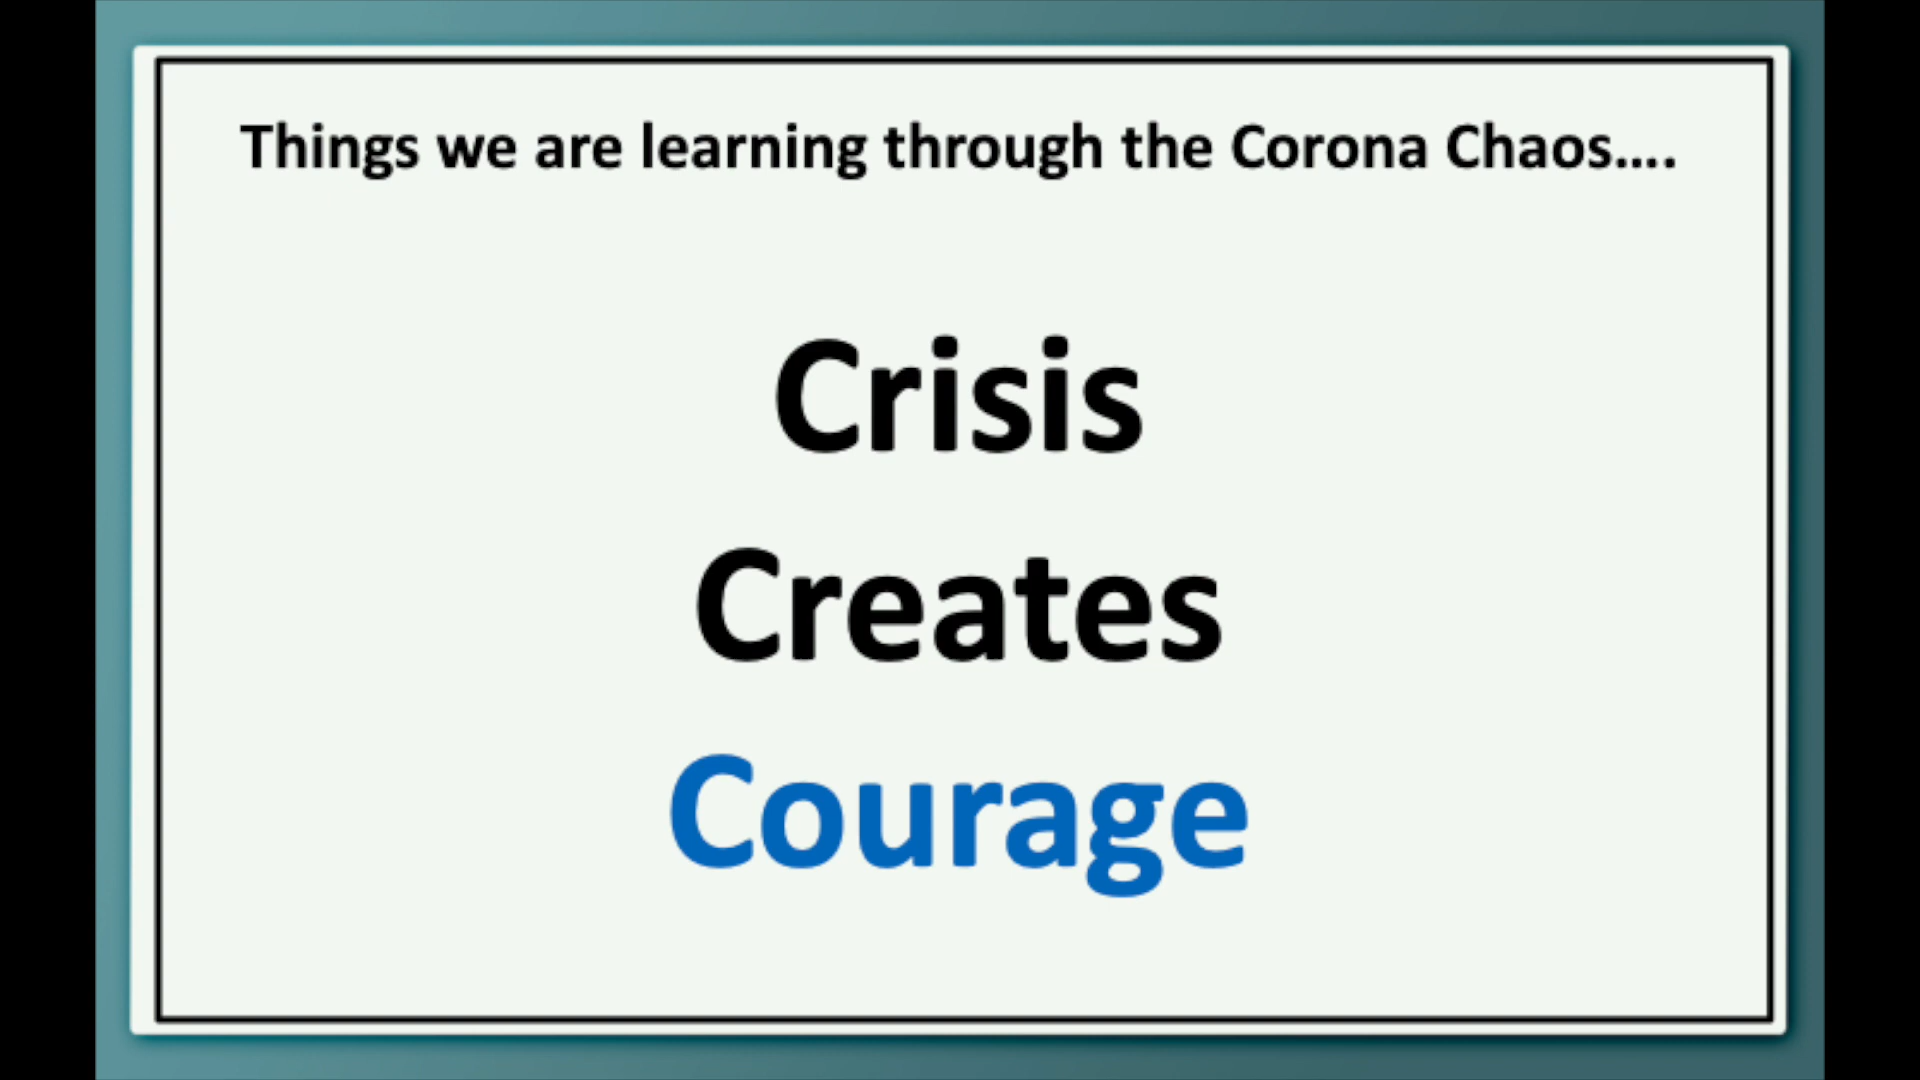 Things we are learning through the Corona Chaos....
Crisis
Creates
Courage